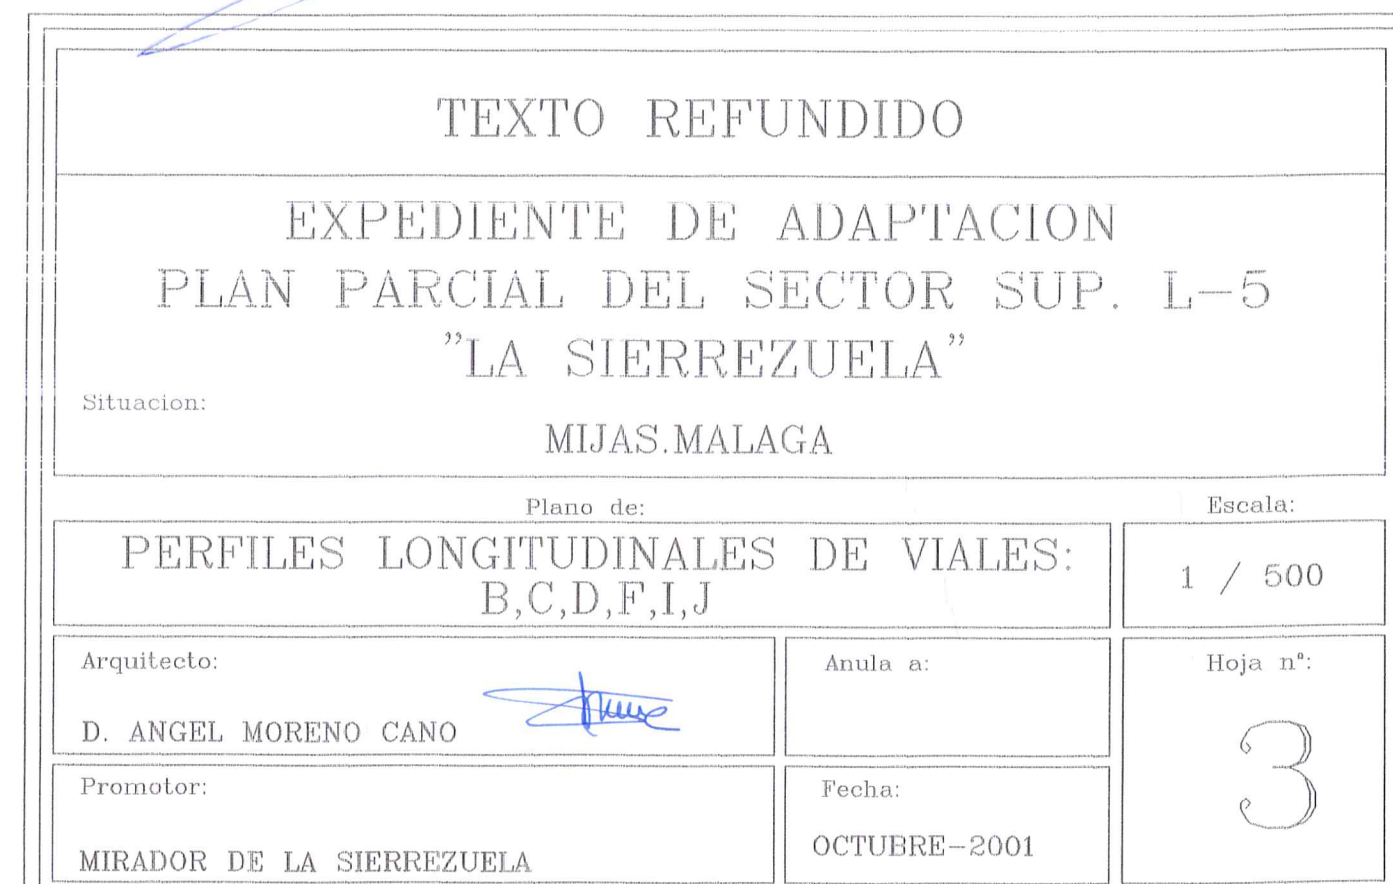 TEXTO REFUNDIDO
EXPEDIENTE DE ADAPTACION
PLAN PARCIAL DEL SECTOR SUP. L-5
"LA SIERREZUELA"
Situacion:
MIJAS.MALAGA
Plano de:
PERFILES LONGITUDINALES DE VIALES:
B,C,D,F,I,J
Escala:
1 / 500
Arquitecto:
D. ANGEL MORENO CANO
Anula a:
Hoja nº:
3
Promotor:
MIRADOR DE LA SIERREZUELA
Fecha:
OCTUBRE-2001